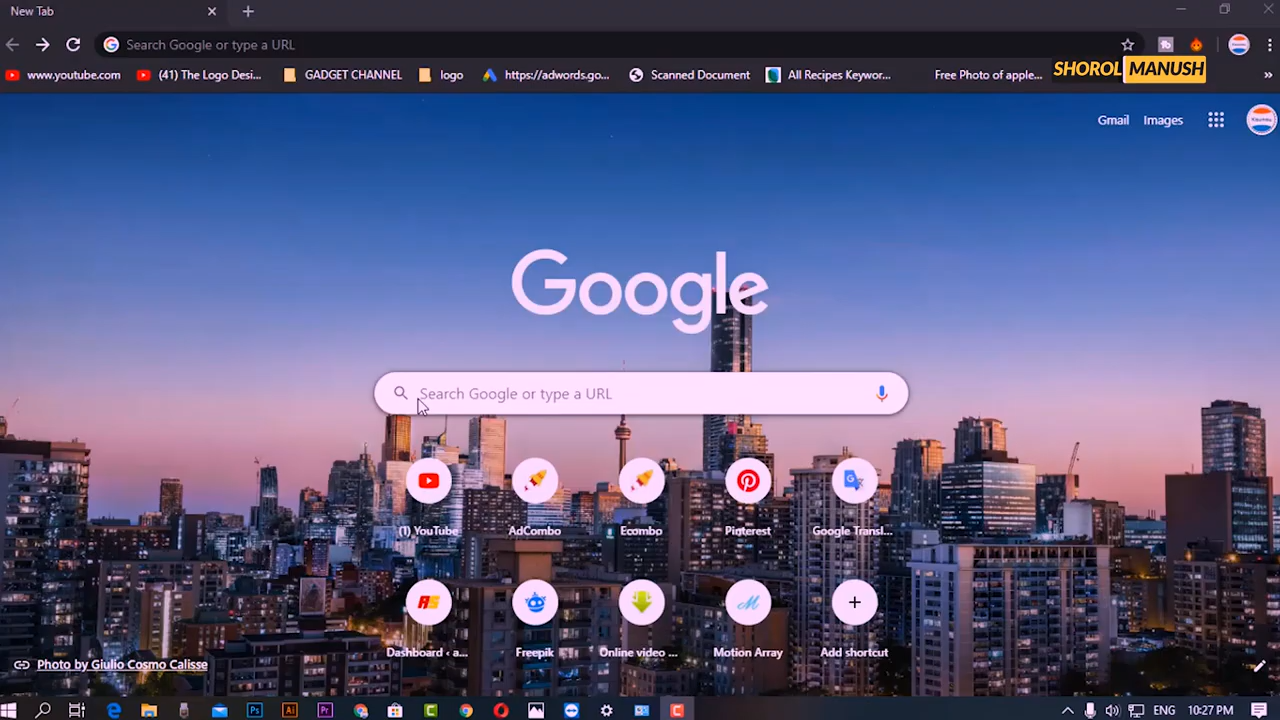 New Tab
Search Google or type a URL
www.youtube.com
(41) The Logo Desi...
GADGET CHANNEL
logo
https://adwords.go...
Scanned Document
All Recipes Keywor...
Free Photo of apple...
SHOROL MANUSH
Gmail
Images
Google
Search Google or type a URL
(1) YouTube
AdCombo
Ecombo
Pinterest
Google Transl...
Dashboard ‹ a...
Freepik
Online video ...
Motion Array
Add shortcut
Photo by Giulio Cosmo Calisse
Ps
Ai
Pr
ENG
10:27 PM